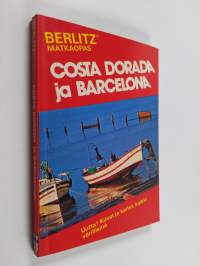 BERLITZ®
MATKAOPAS
COSTA DORADA
ja BARCELONA
Uutta! Kuvat ja kartat, kaikki
värillisinä